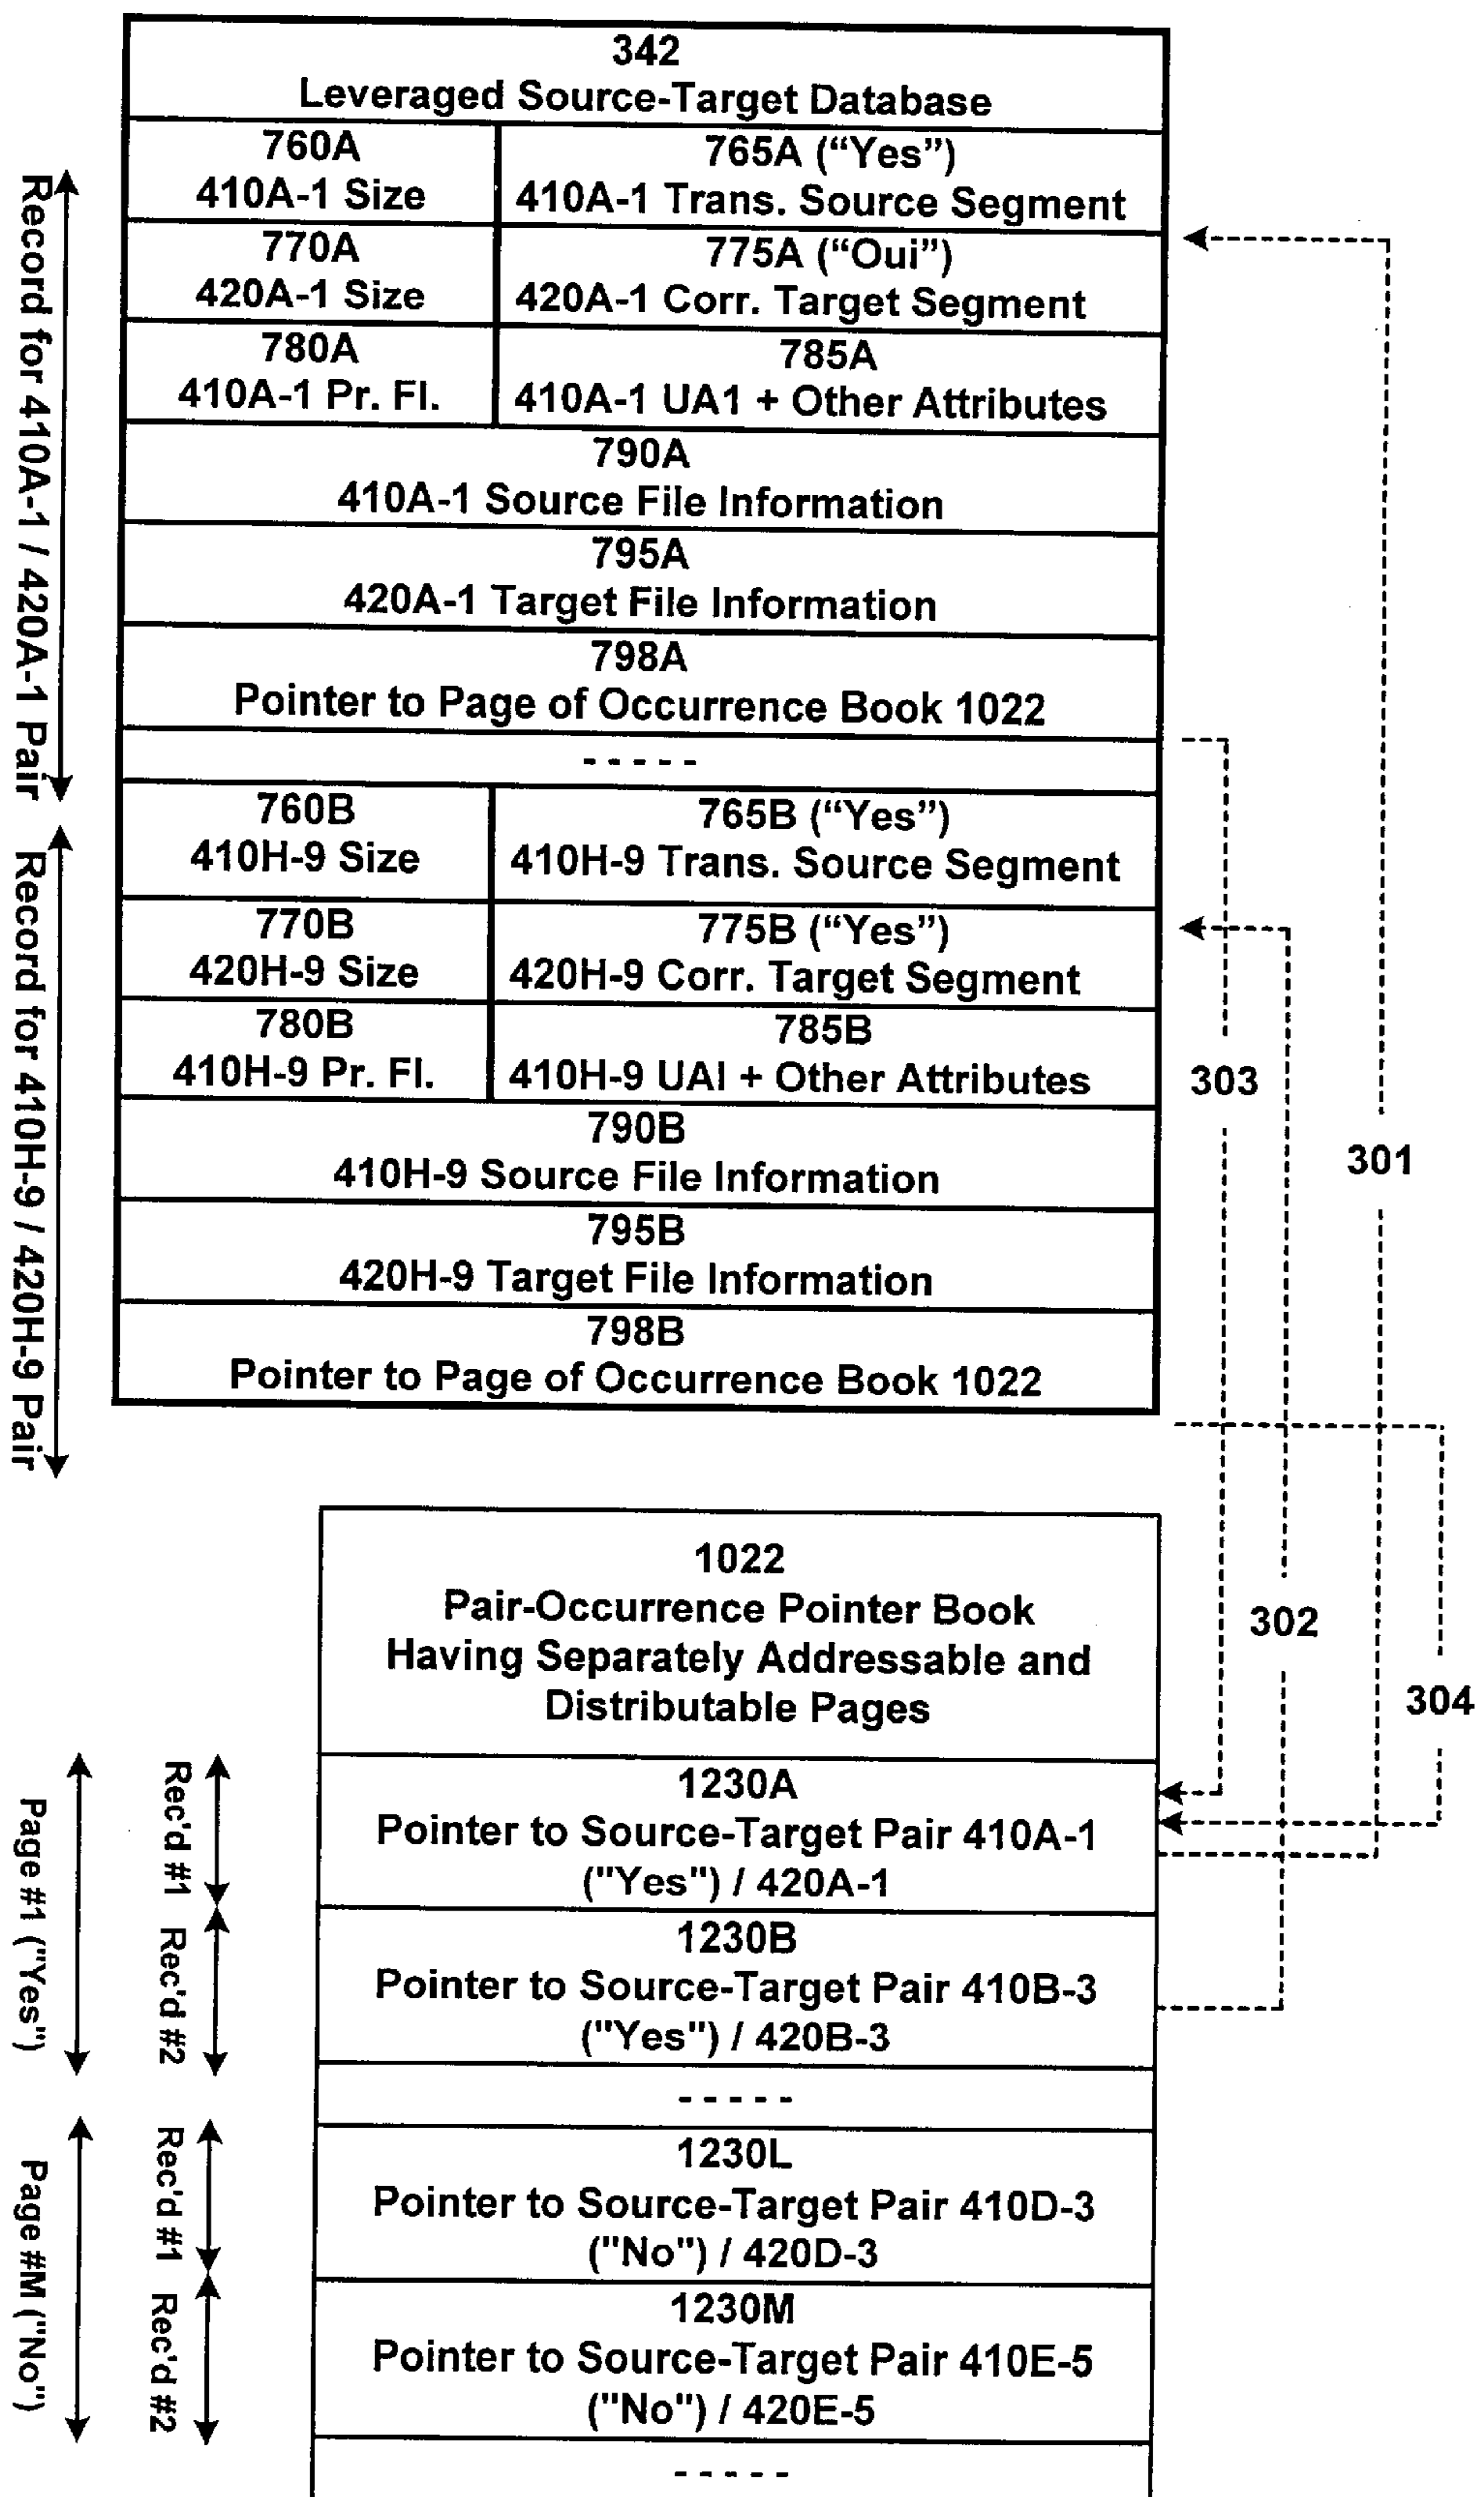 342
Leveraged Source-Target Database
760A
410A-1 Size
765A (“Yes”)
410A-1 Trans. Source Segment
770A
420A-1 Size
775A (“Oui”)
420A-1 Corr. Target Segment
780A
410A-1 Pr. Fl.
785A
410A-1 UA1 + Other Attributes
790A
410A-1 Source File Information
795A
420A-1 Target File Information
798A
Pointer to Page of Occurrence Book 1022
- - - - -
Record for 410A-1 / 420A-1 Pair
760B
410H-9 Size
765B (“Yes”)
410H-9 Trans. Source Segment
770B
420H-9 Size
775B (“Yes”)
420H-9 Corr. Target Segment
780B
410H-9 Pr. Fl.
785B
410H-9 UAI + Other Attributes
790B
410H-9 Source File Information
795B
420H-9 Target File Information
798B
Pointer to Page of Occurrence Book 1022
Record for 410H-9 / 420H-9 Pair
303
301
302
304
1022
Pair-Occurrence Pointer Book
Having Separately Addressable and
Distributable Pages
1230A
Pointer to Source-Target Pair 410A-1
("Yes") / 420A-1
1230B
Pointer to Source-Target Pair 410B-3
("Yes") / 420B-3
- - - - -
Rec'd #1
Rec'd #2
Page #1 ("Yes")
1230L
Pointer to Source-Target Pair 410D-3
("No") / 420D-3
1230M
Pointer to Source-Target Pair 410E-5
("No") / 420E-5
- - - - -
Rec'd #1
Rec'd #2
Page #M ("No")